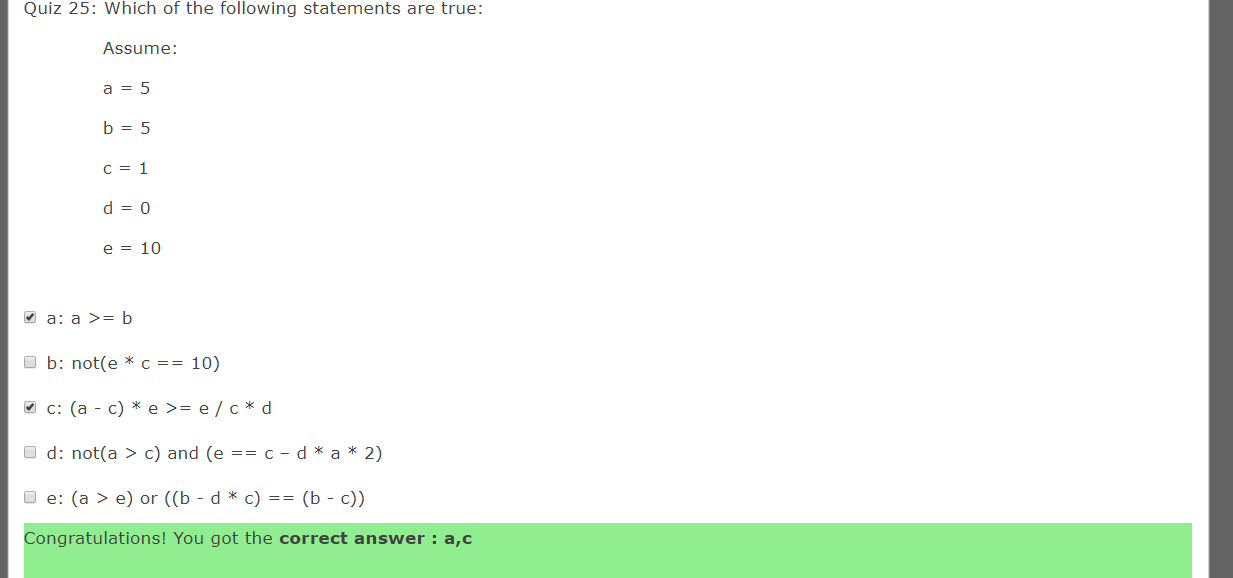 Quiz 25: Which of the following statements are true:
Assume:
a = 5
b = 5
c = 1
d = 0
e = 10
a: a >= b
b: not(e * c == 10)
c: (a - c) * e >= e / c * d
d: not(a > c) and (e == c – d * a * 2)
e: (a > e) or ((b - d * c) == (b - c))
Congratulations! You got the correct answer : a,c